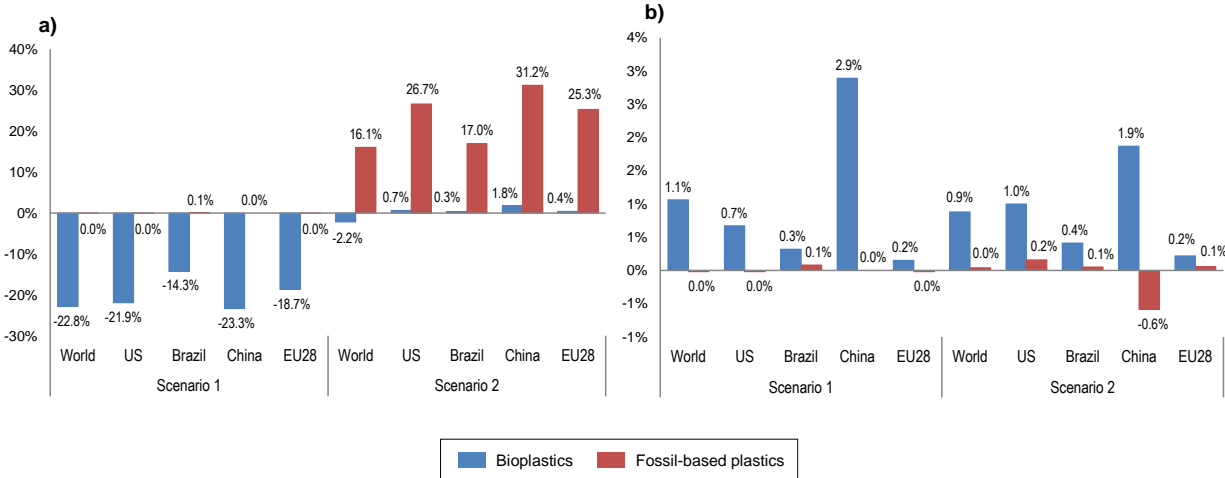 a)
40%
30%
20%
10%
0%
-10%
-20%
-30%
-22.8%
0.0%
-21.9%
0.0%
-14.3%
0.1%
-23.3%
0.0%
-18.7%
0.0%
-2.2%
16.1%
0.7%
26.7%
0.3%
17.0%
1.8%
31.2%
0.4%
25.3%
World
US
Brazil
China
EU28
World
US
Brazil
China
EU28
Scenario 1
Scenario 2
b)
4%
3%
3%
2%
2%
1%
1%
0%
-1%
-1%
1.1%
0.0%
0.7%
0.0%
0.3%
0.1%
2.9%
0.0%
0.2%
0.0%
0.9%
0.0%
1.0%
0.2%
0.4%
0.1%
1.9%
-0.6%
0.2%
0.1%
World
US
Brazil
China
EU28
World
US
Brazil
China
EU28
Scenario 1
Scenario 2
Bioplastics
Fossil-based plastics